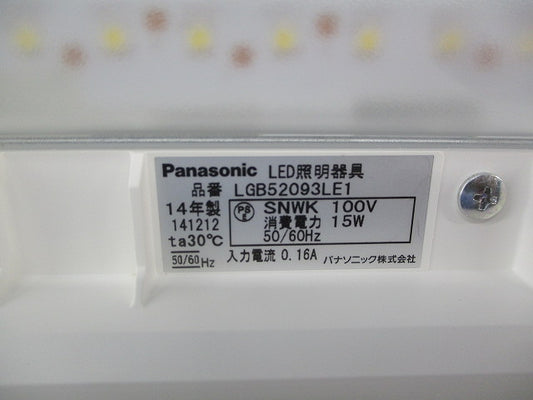 Panasonic LED照明器具
品番 LGB52093LE1
14年製
141212
ta30℃
50/60Hz
PS
E
SNWK 100V
消費電力 15W
50/60Hz
入力電流 0.16A
パナソニック株式会社